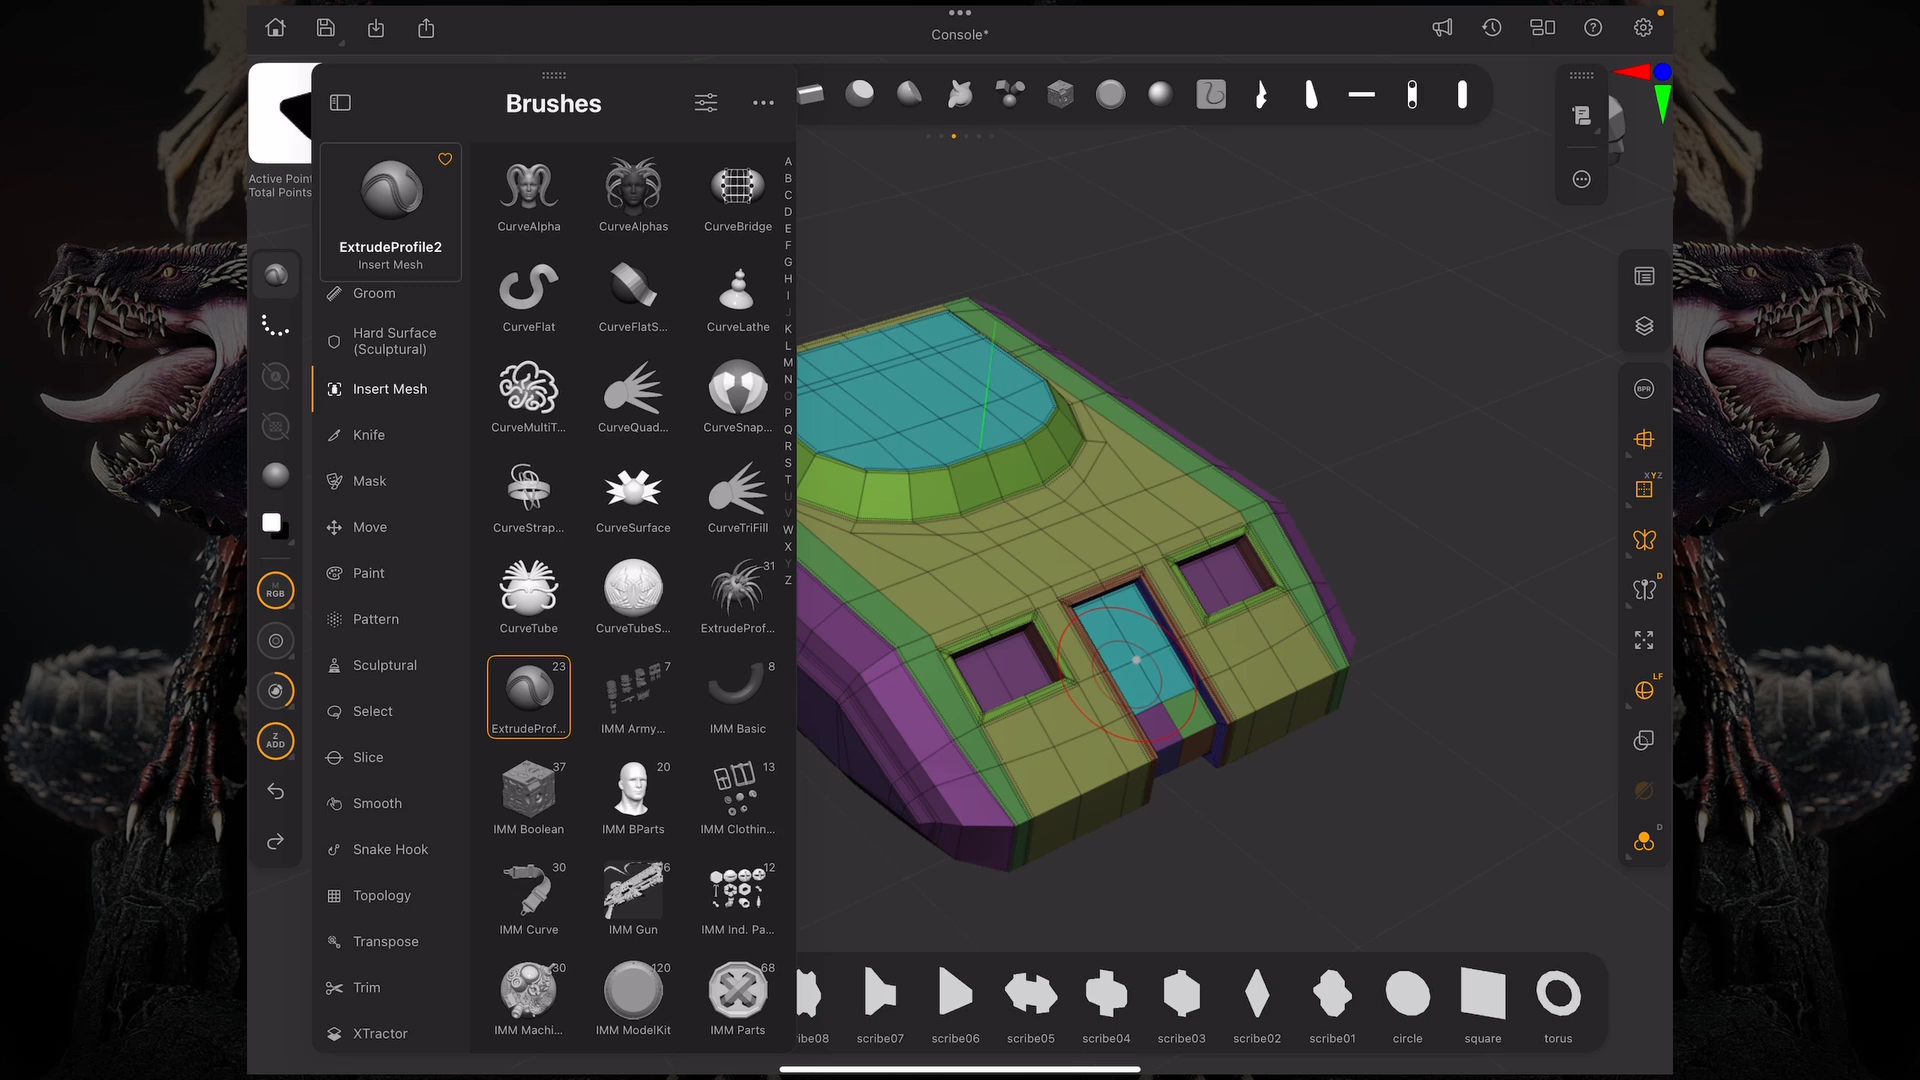 Console*
Brushes
Active Poin
Total Points
ExtrudeProfile2
Insert Mesh
Groom
Hard Surface
(Sculptural)
Insert Mesh
Knife
Mask
Move
Paint
Pattern
Sculptural
Select
Slice
Smooth
Snake Hook
Topology
Transpose
Trim
XTractor
CurveAlpha
CurveAlphas
CurveBridge
CurveFlat
CurveFlatS...
CurveLathe
CurveMultiT...
CurveQuad...
CurveSnap...
CurveStrap...
CurveSurface
CurveTriFill
31
CurveTube
CurveTubeS...
ExtrudeProf...
23
7
8
ExtrudeProf...
IMM Army...
IMM Basic
37
20
13
IMM Boolean
IMM BParts
IMM Clothin...
30
6
12
IMM Curve
IMM Gun
IMM Ind. Pa...
30
120
68
IMM Machi...
IMM ModelKit
IMM Parts
A
B
C
D
E
F
G
H
I
J
K
L
M
N
O
P
Q
R
S
T
U
V
W
X
Y
Z
M
RGB
Z
ADD
BPR
XYZ
D
LF
D
ibe08
scribe07
scribe06
scribe05
scribe04
scribe03
scribe02
scribe01
circle
square
torus